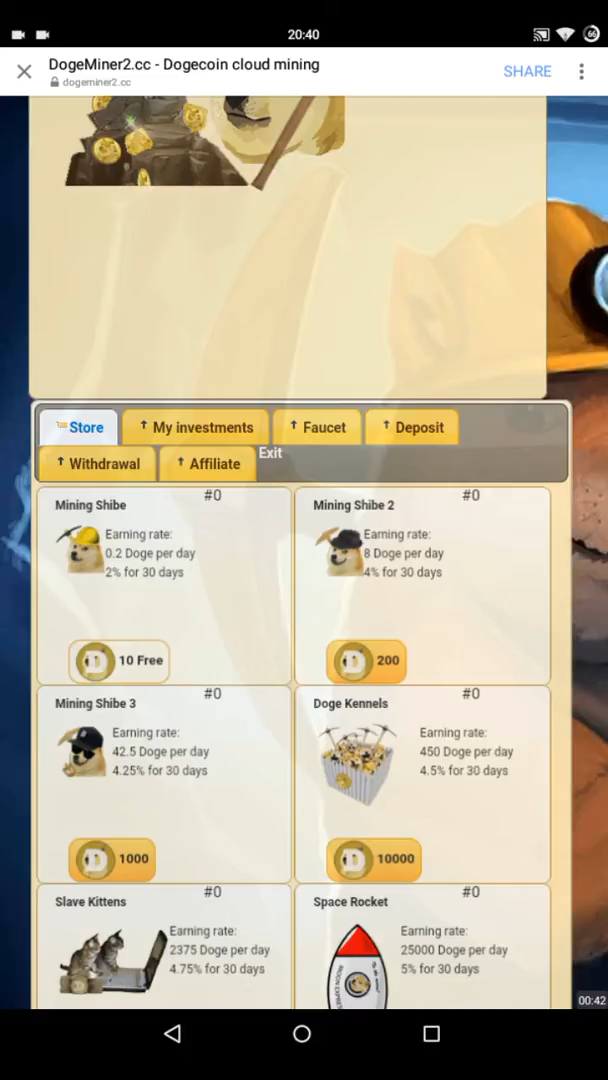 20:40
66
DogeMiner2.cc - Dogecoin cloud mining
dogeminer2.cc
SHARE
Store
My investments
Faucet
Deposit
Withdrawal
Affiliate
Exit
#0
Mining Shibe
Earning rate:
0.2 Doge per day
2% for 30 days
10 Free
#0
Mining Shibe 2
Earning rate:
8 Doge per day
4% for 30 days
200
#0
Mining Shibe 3
Earning rate:
42.5 Doge per day
4.25% for 30 days
1000
#0
Doge Kennels
Earning rate:
450 Doge per day
4.5% for 30 days
10000
#0
Slave Kittens
Earning rate:
2375 Doge per day
4.75% for 30 days
#0
Space Rocket
Earning rate:
25000 Doge per day
5% for 30 days
00:42